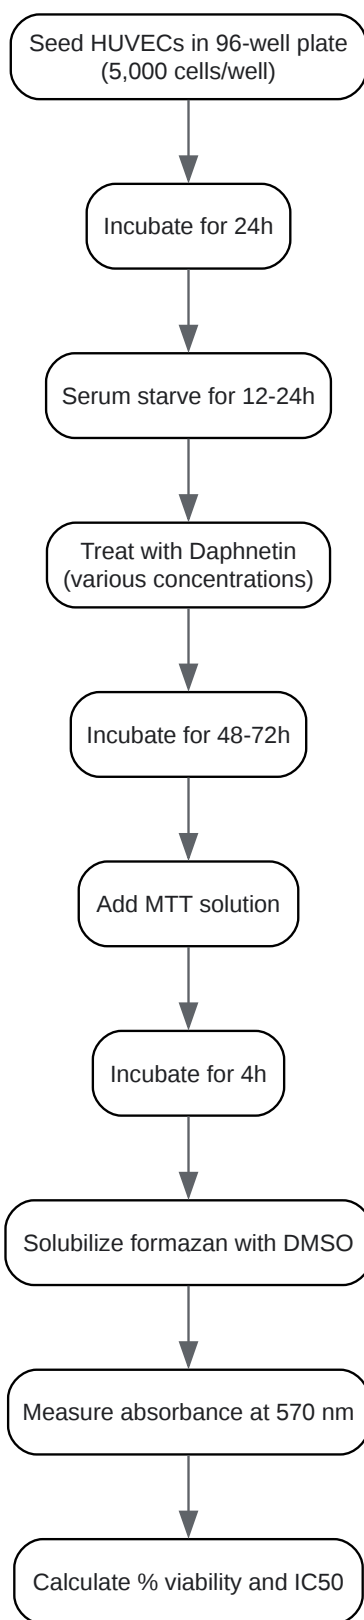 Seed HUVECs in 96-well plate
(5,000 cells/well)
Incubate for 24h
Serum starve for 12-24h
Treat with Daphnetin
(various concentrations)
Incubate for 48-72h
Add MTT solution
Incubate for 4h
Solubilize formazan with DMSO
Measure absorbance at 570 nm
Calculate % viability and IC50